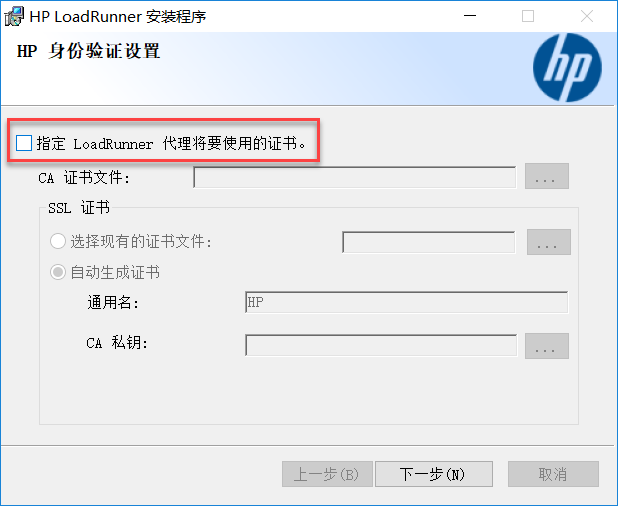 HP LoadRunner 安装程序
HP 身份验证设置
hp
指定 LoadRunner 代理将要使用的证书。
CA 证书文件:
...
SSL 证书
选择现有的证书文件:
...
自动生成证书
通用名:
HP
CA 私钥:
...
上一步(B)
下一步(N)
取消